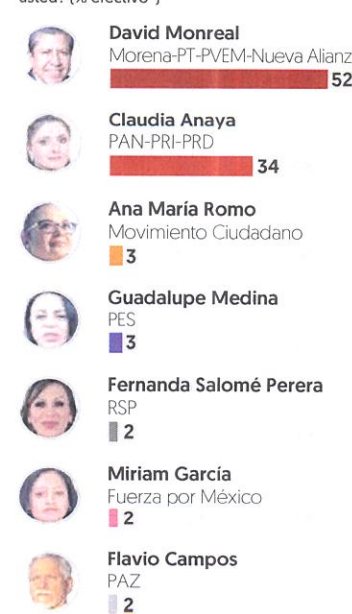 usted? (% efectivo*)
David Monreal
Morena-PT-PVEM-Nueva Alianz
52
Claudia Anaya
PAN-PRI-PRD
34
Ana María Romo
Movimiento Ciudadano
3
Guadalupe Medina
PES
3
Fernanda Salomé Perera
RSP
2
Miriam García
Fuerza por México
2
Flavio Campos
PAZ
2